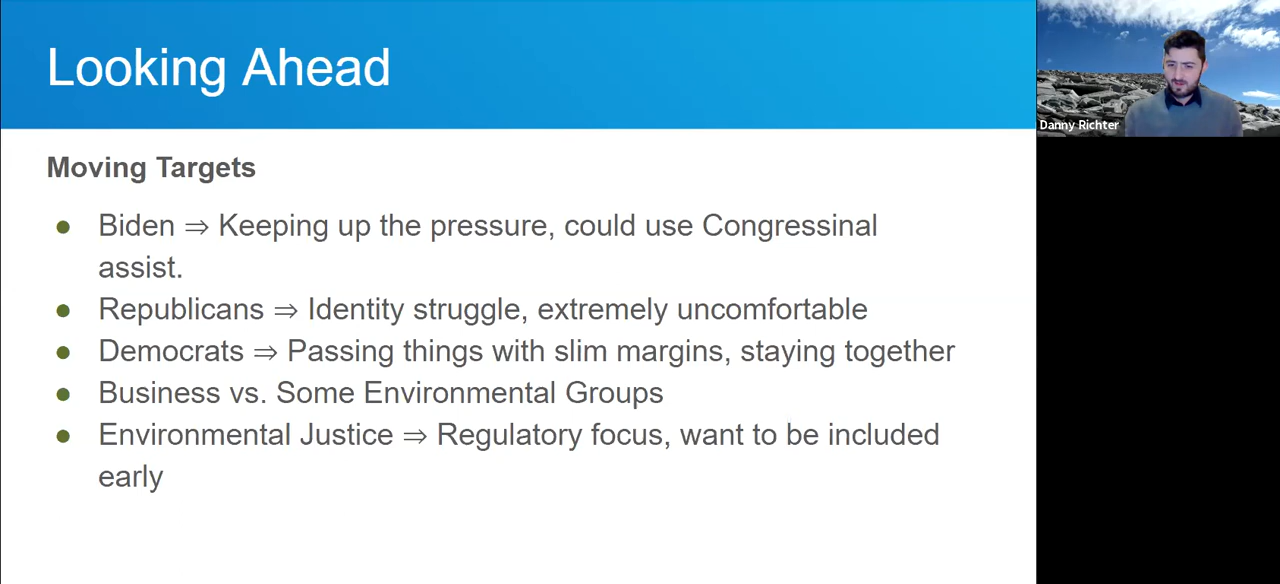 Looking Ahead
Danny Richter
Moving Targets
● Biden ⇒ Keeping up the pressure, could use Congressinal
assist.
● Republicans ⇒ Identity struggle, extremely uncomfortable
● Democrats ⇒ Passing things with slim margins, staying together
● Business vs. Some Environmental Groups
● Environmental Justice ⇒ Regulatory focus, want to be included
early